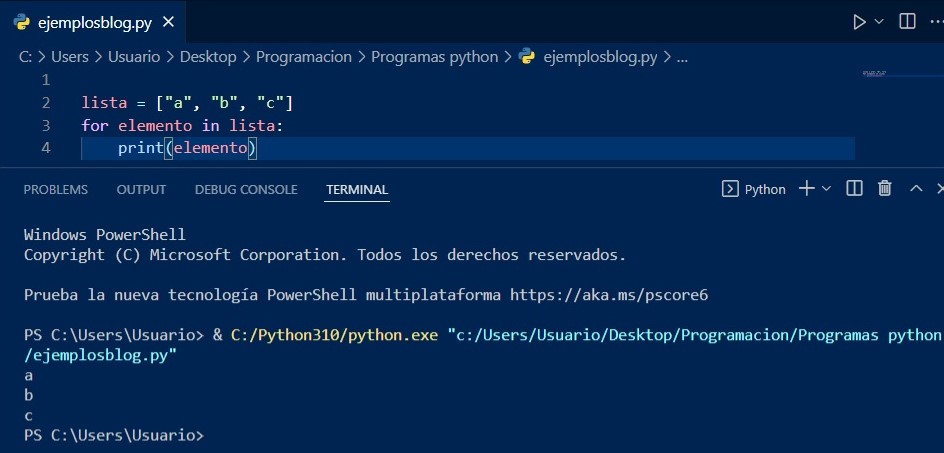 ejemplosblog.py
C: > Users > Usuario > Desktop > Programacion > Programas python > ejemplosblog.py > ...
1
2 lista = ["a", "b", "c"]
3 for elemento in lista:
4     print(elemento)
PROBLEMS OUTPUT DEBUG CONSOLE TERMINAL Python
Windows PowerShell
Copyright (C) Microsoft Corporation. Todos los derechos reservados.
Prueba la nueva tecnología PowerShell multiplataforma https://aka.ms/pscore6
PS C:\Users\Usuario> & C:/Python310/python.exe "c:/Users/Usuario/Desktop/Programacion/Programas python
/ejemplosblog.py"
a
b
c
PS C:\Users\Usuario>